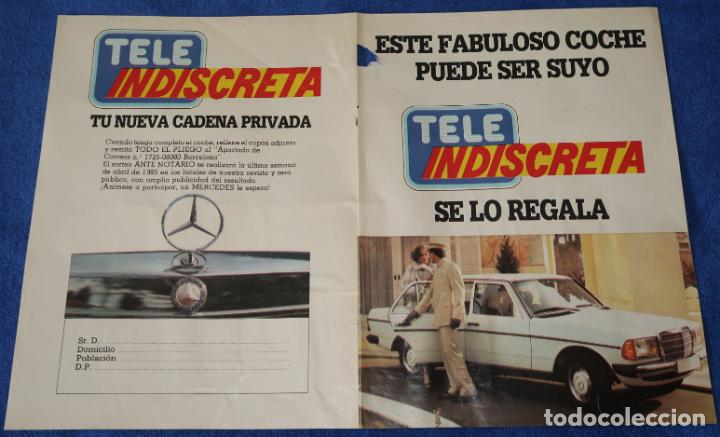 TELE
INDISCRETA
TU NUEVA CADENA PRIVADA
Cuando tenga completo el coche, rellene el cupón adjunto
y remita TODO EL PLIEGO al "Apartado de
Correos n.º 1725-08080 Barcelona".
El sorteo ANTE NOTARIO se realizará la última semana
de abril de 1985 en los locales de nuestra revista y será
público, con amplia publicidad del resultado.
¡Anímese a participar, un MERCEDES le espera!
Sr. D.
Domicilio
Población
D.P.
ESTE FABULOSO COCHE
PUEDE SER SUYO
TELE
INDISCRETA
SE LO REGALA
todocoleccion.net